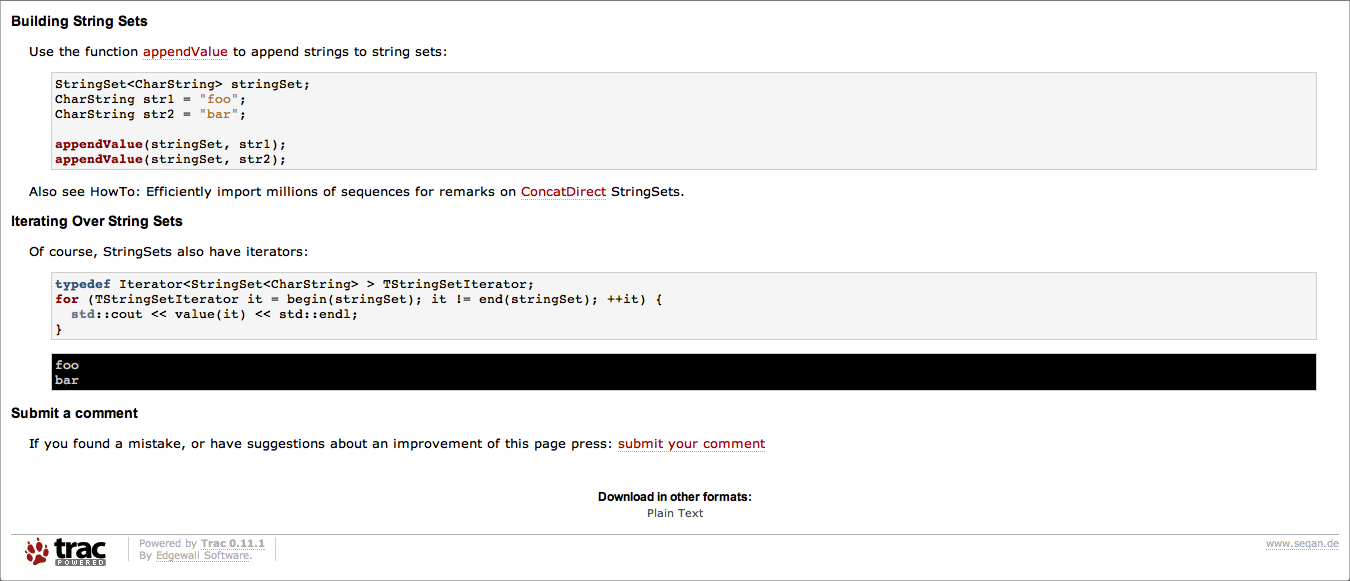 Building String Sets
Use the function appendValue to append strings to string sets:
StringSet<CharString> stringSet;
CharString str1 = "foo";
CharString str2 = "bar";
appendValue(stringSet, str1);
appendValue(stringSet, str2);
Also see HowTo: Efficiently import millions of sequences for remarks on ConcatDirect StringSets.
Iterating Over String Sets
Of course, StringSets also have iterators:
typedef Iterator<StringSet<CharString> > TStringSetIterator;
for (TStringSetIterator it = begin(stringSet); it != end(stringSet); ++it) {
  std::cout << value(it) << std::endl;
}
foo
bar
Submit a comment
If you found a mistake, or have suggestions about an improvement of this page press: submit your comment
Download in other formats:
Plain Text
trac
POWERED
Powered by Trac 0.11.1
By Edgewall Software.
www.seqan.de